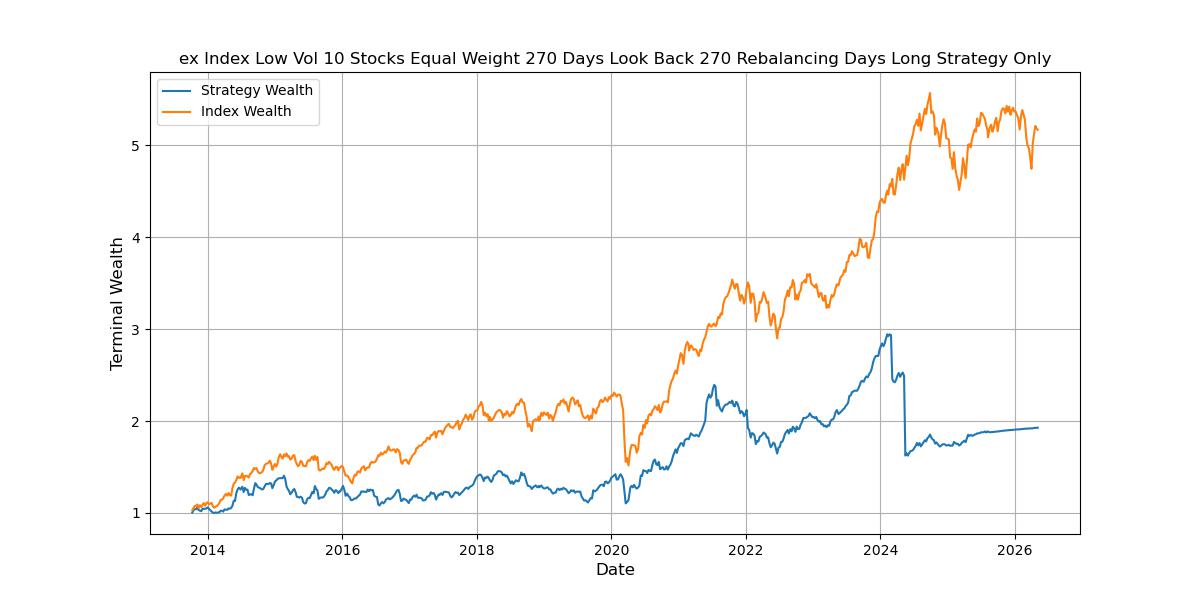 ex Index Low Vol 10 Stocks Equal Weight 270 Days Look Back 270 Rebalancing Days Long Strategy Only
Strategy Wealth
Index Wealth
Terminal Wealth
5
4
3
2
1
2014 2016 2018 2020 2022 2024 2026
Date